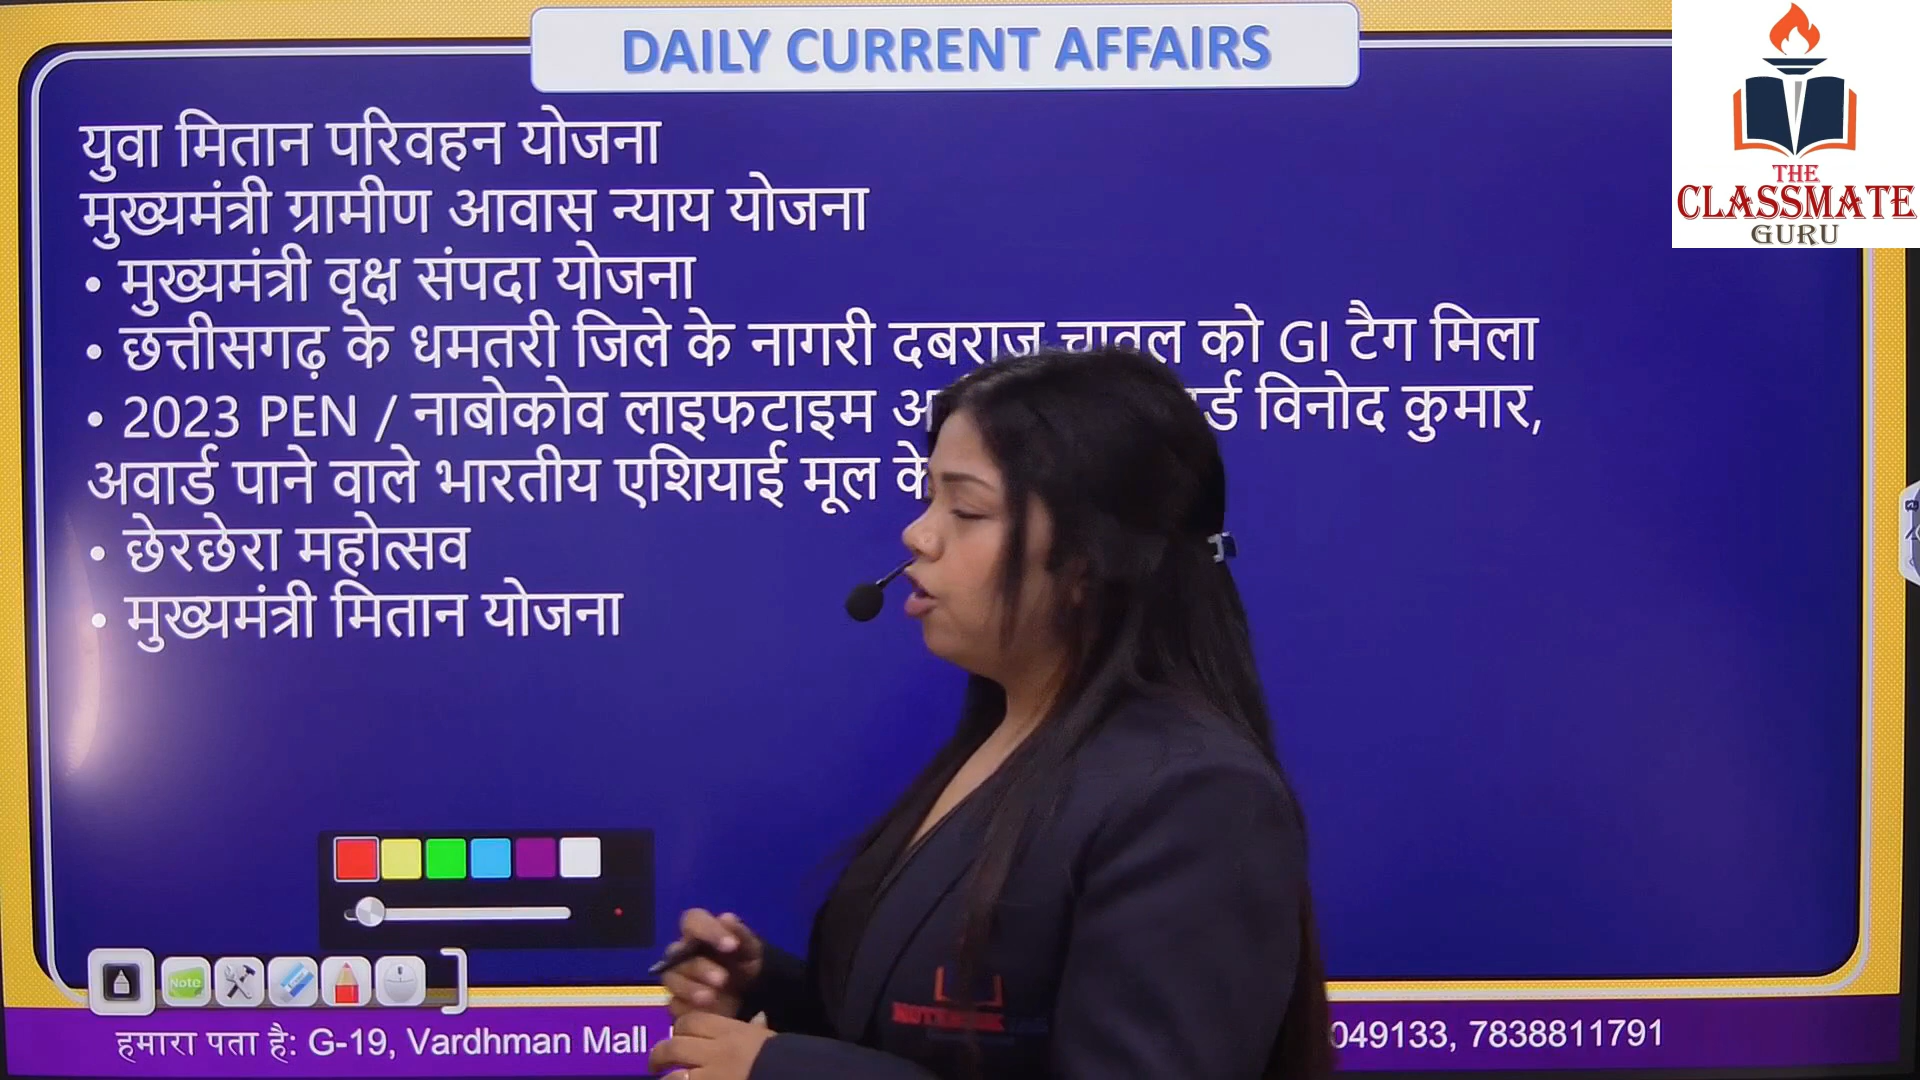 DAILY CURRENT AFFAIRS
THE
CLASSMATE
GURU
युवा मितान परिवहन योजना
मुख्यमंत्री ग्रामीण आवास न्याय योजना
• मुख्यमंत्री वृक्ष संपदा योजना
• छत्तीसगढ़ के धमतरी जिले के नागरी दबराज चावल को GI टैग मिला
• 2023 PEN / नाबोकोव लाइफटाइम विनोद कुमार,
अवार्ड पाने वाले भारतीय एशियाई मूल के
• छेरछेरा महोत्सव
• मुख्यमंत्री मितान योजना
Note
हमारा पता है: G-19, Vardhman Mall, 049133, 7838811791